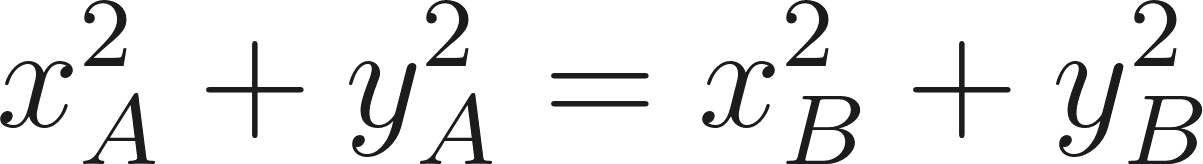 x_A^2 + y_A^2 = x_B^2 + y_B^2